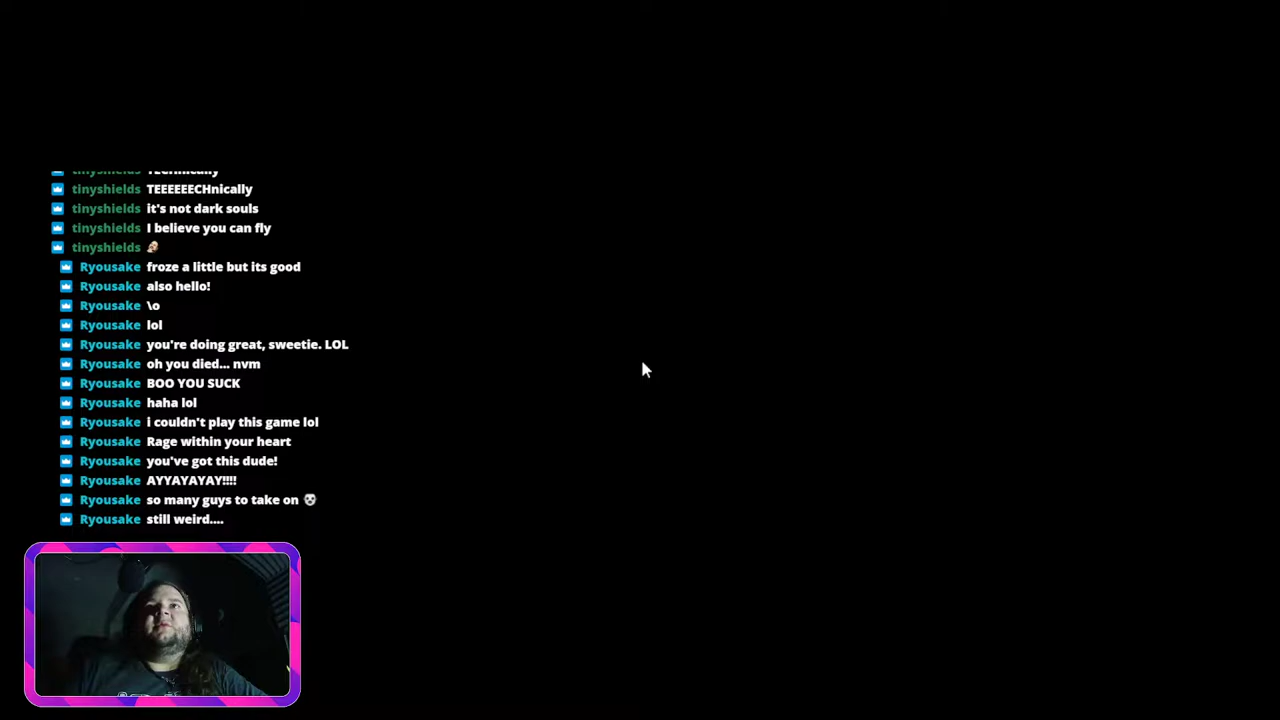 tinyshields TECHnically
tinyshields TEEEEEECHnically
tinyshields it's not dark souls
tinyshields I believe you can fly
tinyshields
Ryousake froze a little but its good
Ryousake also hello!
Ryousake \o
Ryousake lol
Ryousake you're doing great, sweetie. LOL
Ryousake oh you died... nvm
Ryousake BOO YOU SUCK
Ryousake haha lol
Ryousake i couldn't play this game lol
Ryousake Rage within your heart
Ryousake you've got this dude!
Ryousake AYYAYAYAY!!!!
Ryousake so many guys to take on
Ryousake still weird....